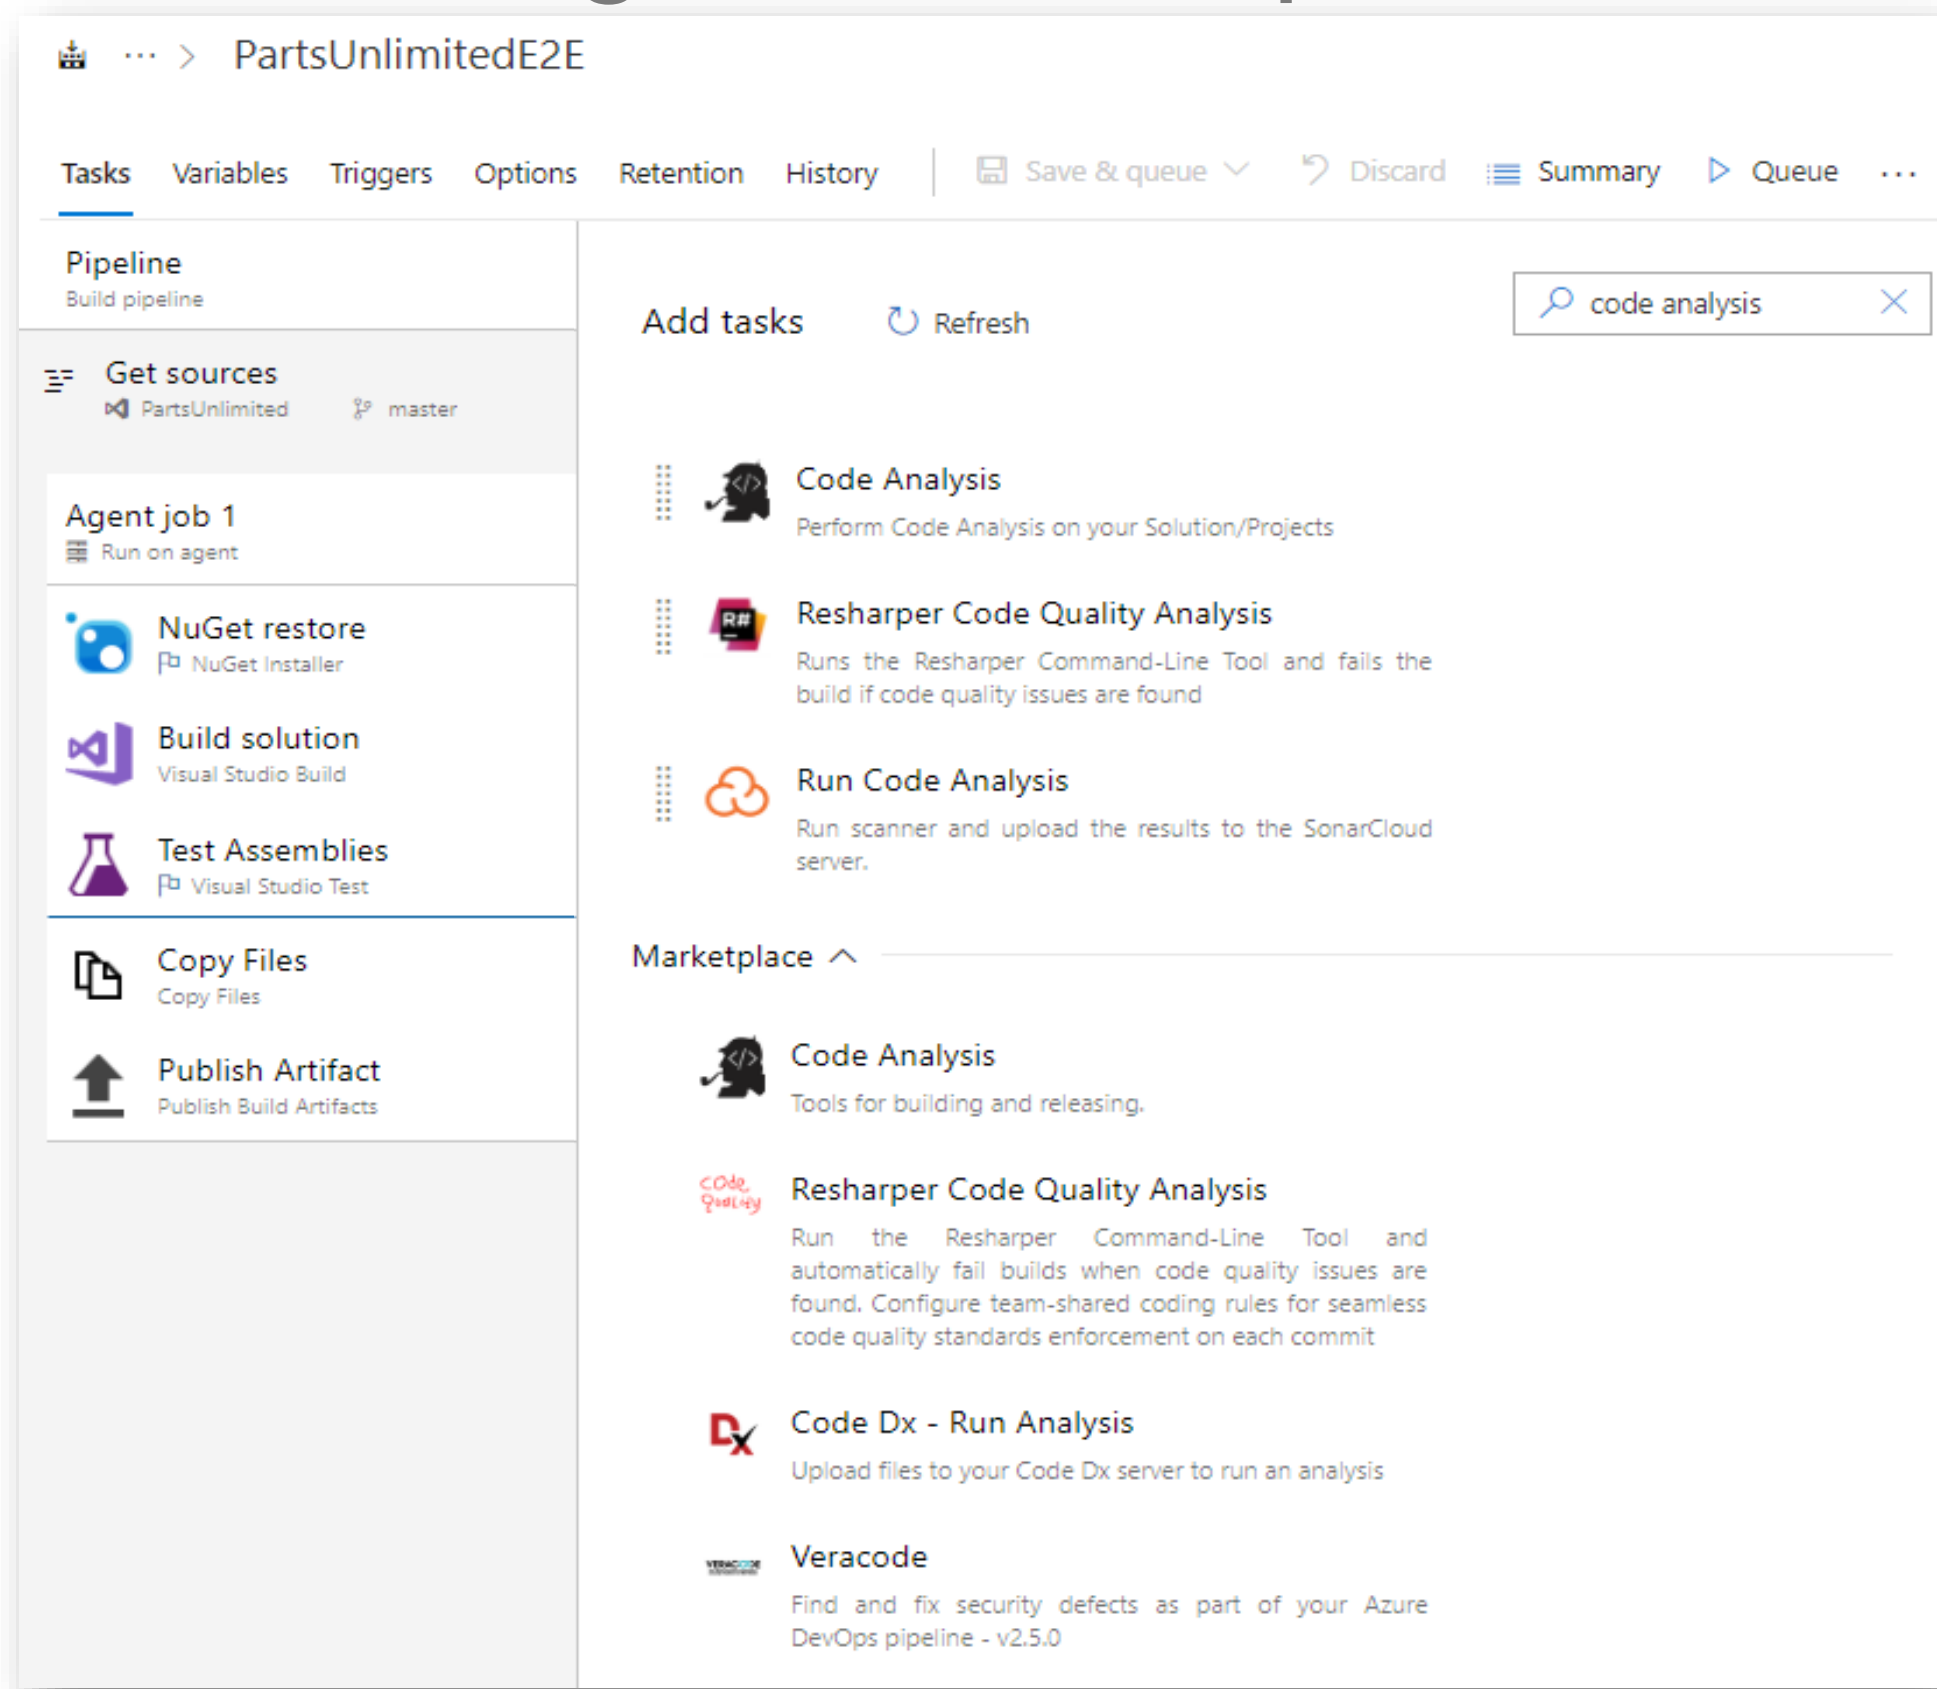 PartsUnlimitedE2E
Tasks Variables Triggers Options Retention History Save & queue Discard Summary Queue ...
Pipeline
Build pipeline
Add tasks Refresh
code analysis
Get sources
PartsUnlimited master
Agent job 1
Run on agent
NuGet restore
NuGet Installer
Build solution
Visual Studio Build
Test Assemblies
Visual Studio Test
Copy Files
Copy Files
Publish Artifact
Publish Build Artifacts
</>
Code Analysis
Perform Code Analysis on your Solution/Projects
R#
Resharper Code Quality Analysis
Runs the Resharper Command-Line Tool and fails the
build if code quality issues are found
Run Code Analysis
Run scanner and upload the results to the SonarCloud
server.
Marketplace
</>
Code Analysis
Tools for building and releasing.
Code
Quality
Resharper Code Quality Analysis
Run the Resharper Command-Line Tool and
automatically fail builds when code quality issues are
found. Configure team-shared coding rules for seamless
code quality standards enforcement on each commit
Dx
Code Dx - Run Analysis
Upload files to your Code Dx server to run an analysis
VERACODE
Veracode
Find and fix security defects as part of your Azure
DevOps pipeline - v2.5.0